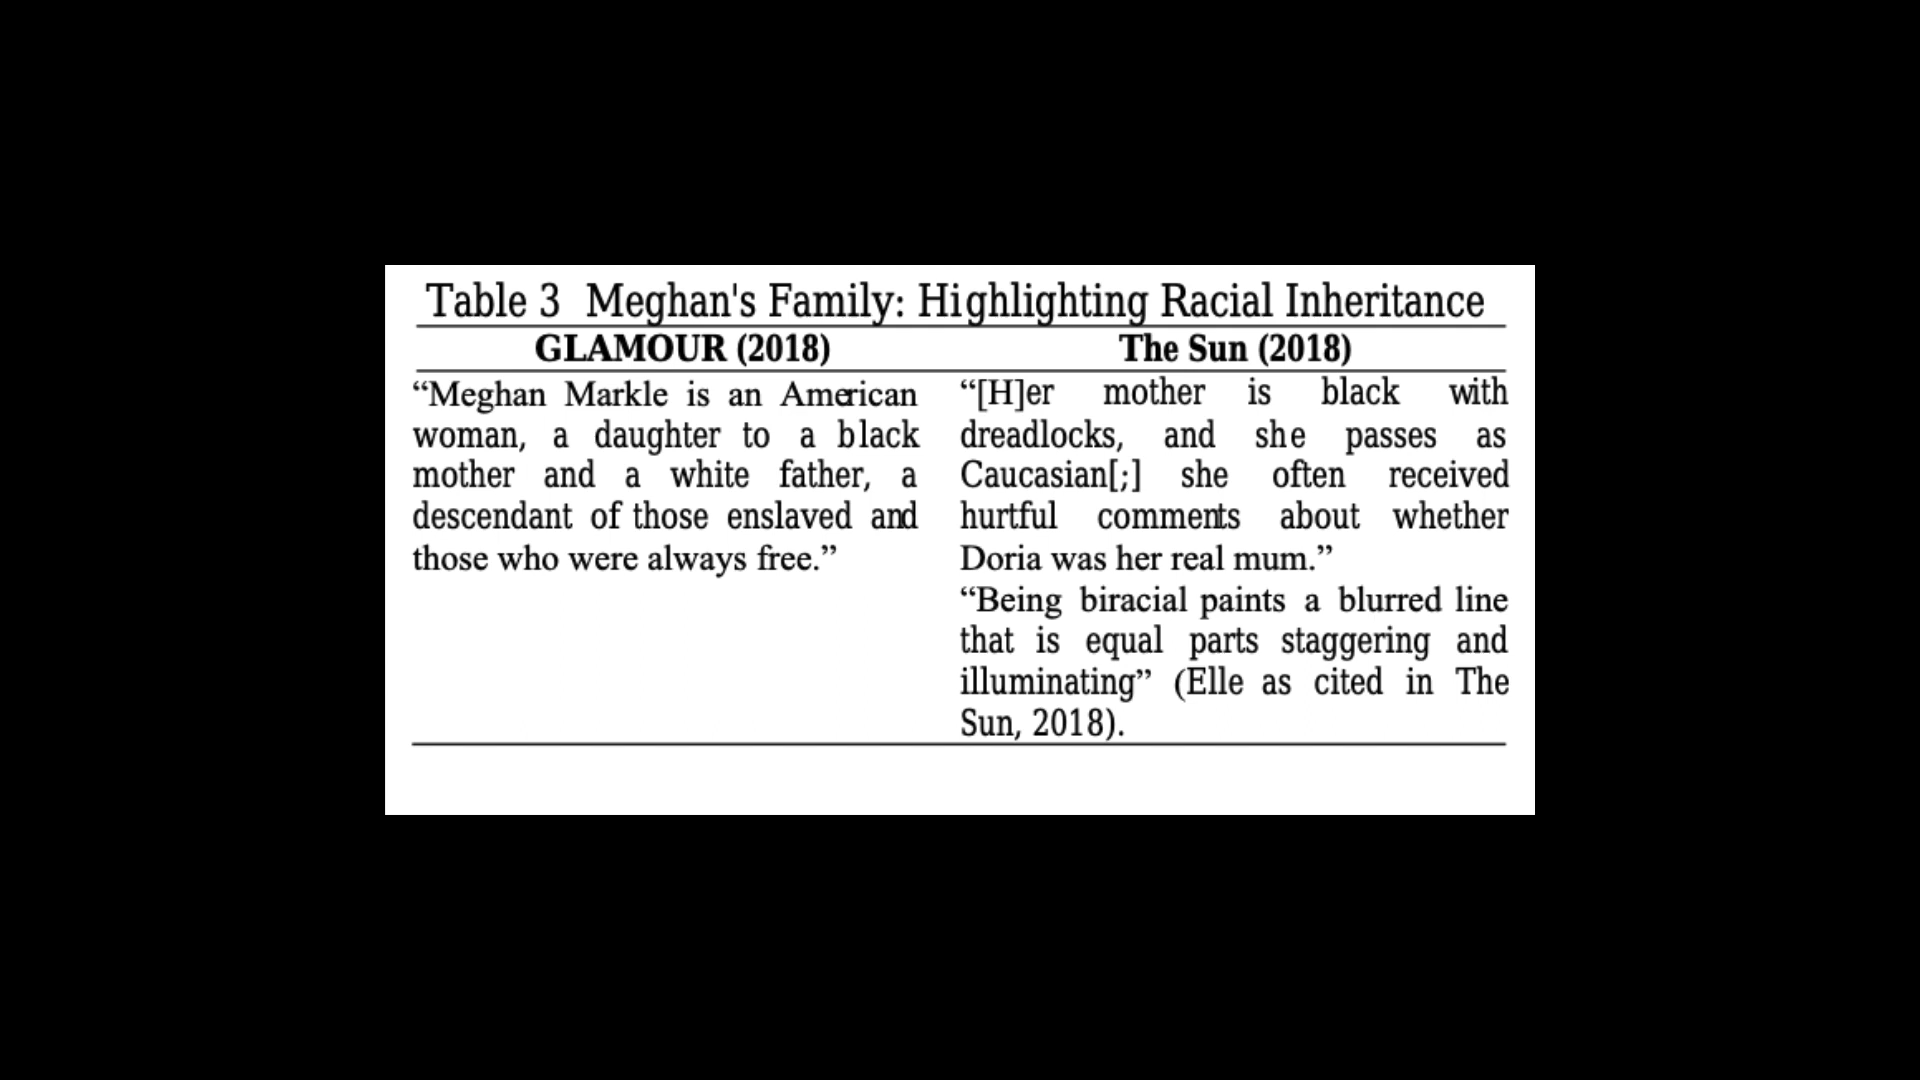 Table 3 Meghan's Family: Highlighting Racial Inheritance
GLAMOUR (2018)
The Sun (2018)
“Meghan Markle is an American
woman, a daughter to a black
mother and a white father, a
descendant of those enslaved and
those who were always free.”
“[H]er mother is black with
dreadlocks, and she passes as
Caucasian[;] she often received
hurtful comments about whether
Doria was her real mum.”
“Being biracial paints a blurred line
that is equal parts staggering and
illuminating” (Elle as cited in The
Sun, 2018).